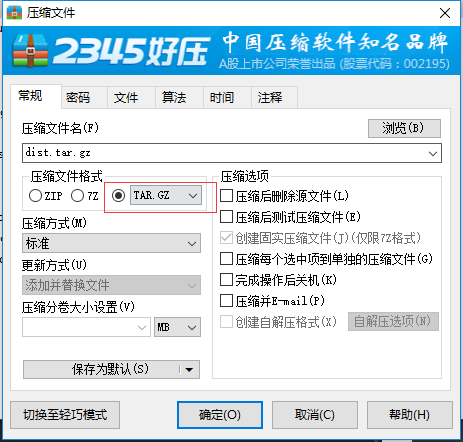 压缩文件
2345好压
中国压缩软件知名品牌
A股上市公司荣誉出品 (股票代码：002195)
常规 密码 文件 算法 时间 注释
压缩文件名(F)
浏览(B)
dist.tar.gz
压缩文件格式
ZIP 7Z TAR.GZ
压缩方式(M)
标准
更新方式(U)
添加并替换文件
压缩分卷大小设置(V)
MB
保存为默认(S)
压缩选项
压缩后删除源文件(L)
压缩后测试压缩文件(E)
创建固实压缩文件(J)(仅限7Z格式)
压缩每个选中项到单独的压缩文件(G)
完成操作后关机(K)
压缩并E-mail(P)
创建自解压格式(X) 自解压选项(N)
切换至轻巧模式 确定(O) 取消(C) 帮助(H)